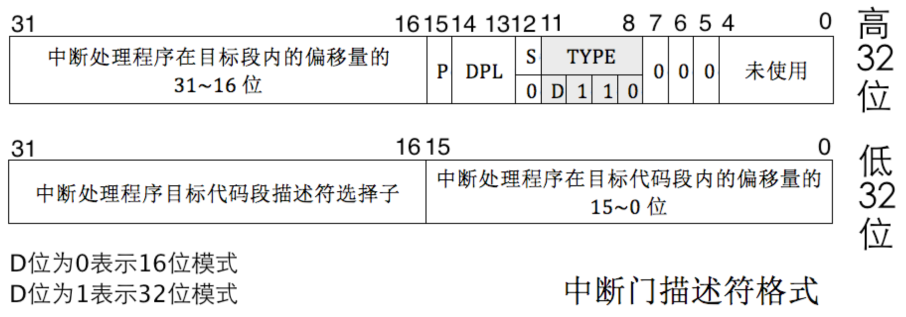 31 16 15 14 13 12 11 8 7 6 5 4 0
中断处理程序在目标段内的偏移量的
31~16 位
P DPL S TYPE 0 0 0 未使用
0 D 1 1 0
高32位
31 16 15 0
中断处理程序目标代码段描述符选择子
中断处理程序在目标代码段内的偏移量的
15~0 位
低32位
D位为0表示16位模式
D位为1表示32位模式
中断门描述符格式